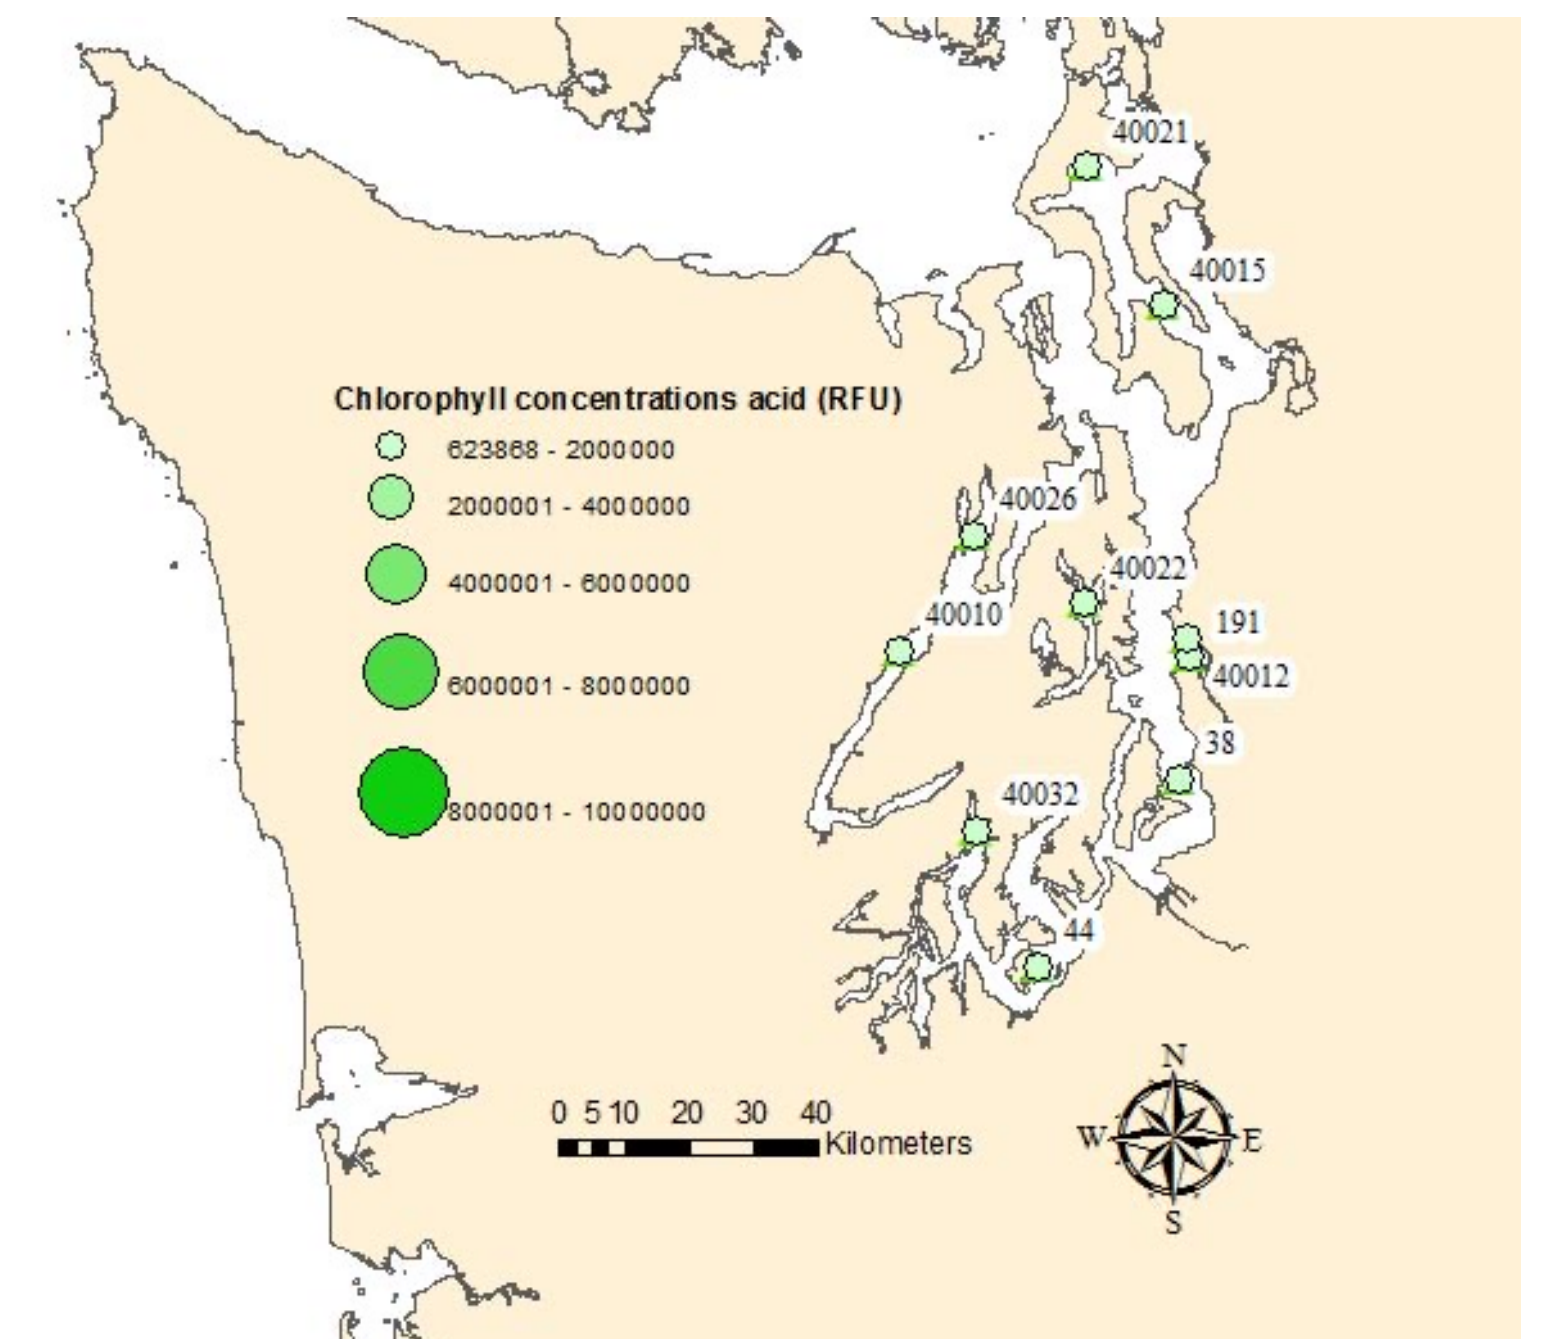 40021
40015
Chlorophyll concentrations acid (RFU)
623868 - 2000000
2000001 - 4000000
4000001 - 6000000
6000001 - 8000000
8000001 - 10000000
40026
40022
40010
191
40012
38
40032
44
0 5 10 20 30 40
Kilometers
N
W E
S